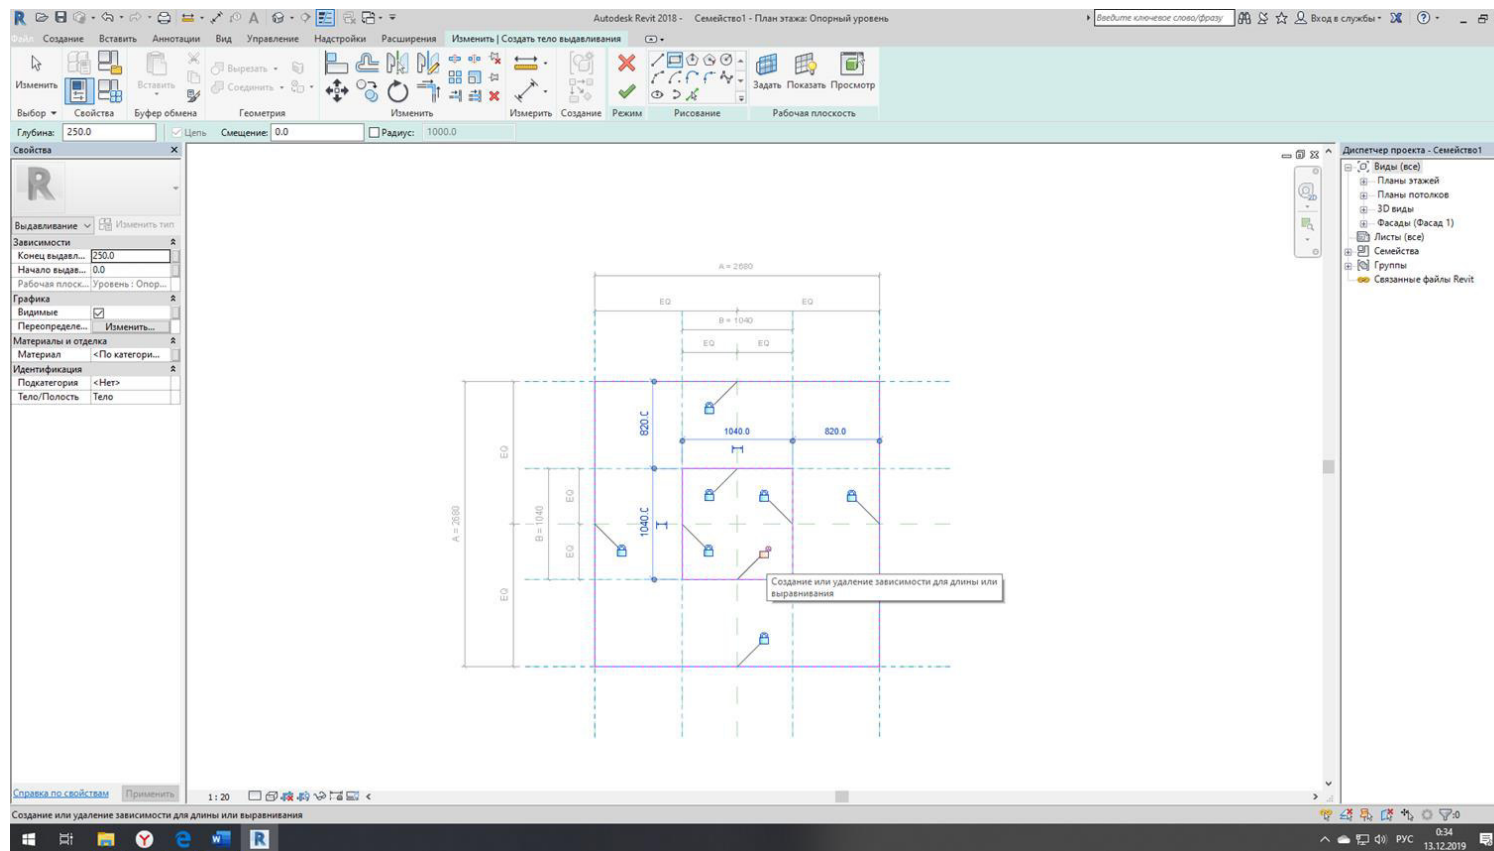 Autodesk Revit 2018 - Семейство1 - План этажа: Опорный уровень
Введите ключевое слово/фразу
Вход в службы
Файл Создание Вставить Аннотации Вид Управление Надстройки Расширения Изменить | Создать тело выдавливания
Изменить
Вставить
Вырезать
Соединить
Задать Показать Просмотр
Выбор Свойства Буфер обмена Геометрия Изменить Измерить Создание Режим Рисование Рабочая плоскость
Глубина: 250.0 Цепь Смещение: 0.0 Радиус: 1000.0
Свойства
R
Выдавливание Изменить тип
Зависимости
Конец выдавл... 250.0
Начало выдав... 0.0
Рабочая плоск... Уровень : Опор...
Графика
Видимые
Переопределе... Изменить...
Материалы и отделка
Материал <По категори...
Идентификация
Подкатегория <Нет>
Тело/Полость Тело
Справка по свойствам Применить
A = 2680
EQ EQ
B = 1040
EQ EQ
820.0
1040.0 820.0
EQ
EQ
A = 2680
B = 1040
1040.0
EQ
EQ
Создание или удаление зависимости для длины или
выравнивания
Диспетчер проекта - Семейство1
Виды (все)
Планы этажей
Планы потолков
3D виды
Фасады (Фасад 1)
Листы (все)
Семейства
Группы
Связанные файлы Revit
1 : 20
Создание или удаление зависимости для длины или выравнивания
:0
РУС
0:34
13.12.2019